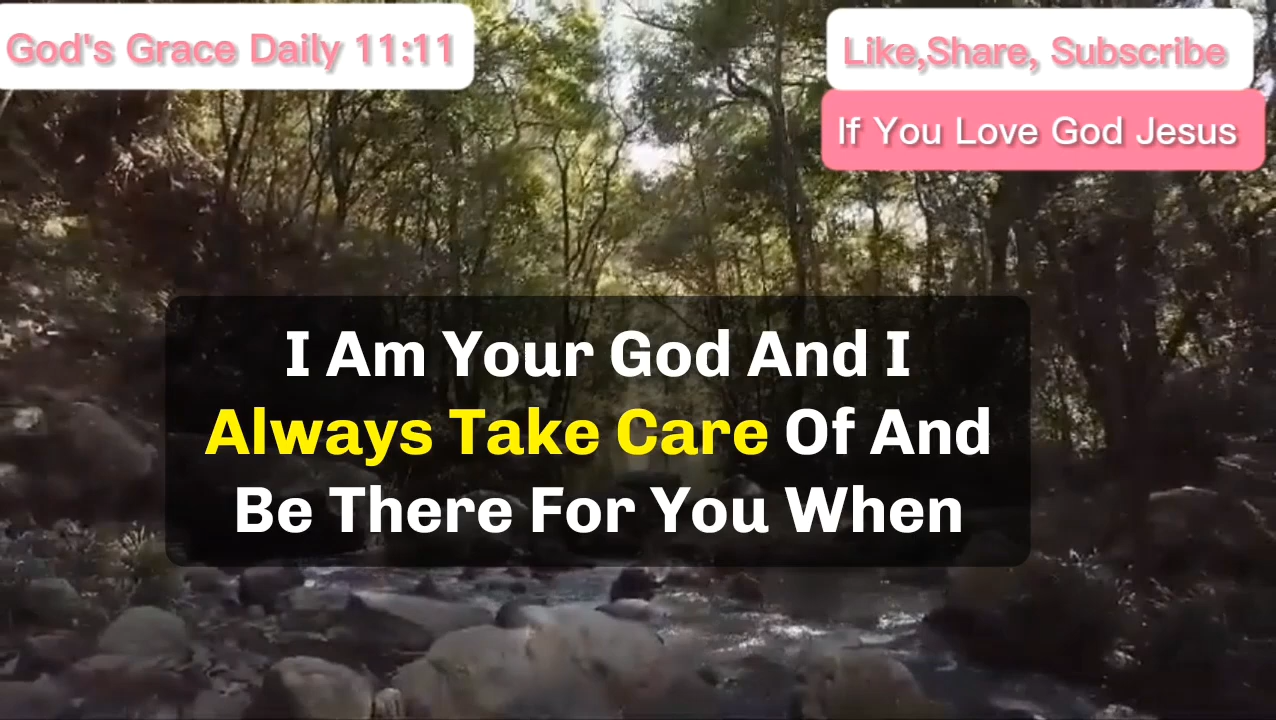 God's Grace Daily 11:11
Like,Share, Subscribe
If You Love God Jesus
I Am Your God And I
Always Take Care Of And
Be There For You When